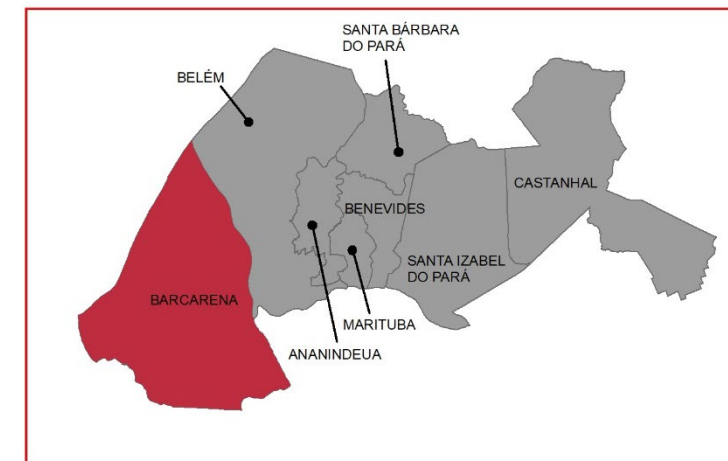 SANTA BÁRBARA
DO PARÁ
BELÉM
CASTANHAL
BENEVIDES
SANTA IZABEL
DO PARÁ
BARCARENA
MARITUBA
ANANINDEUA